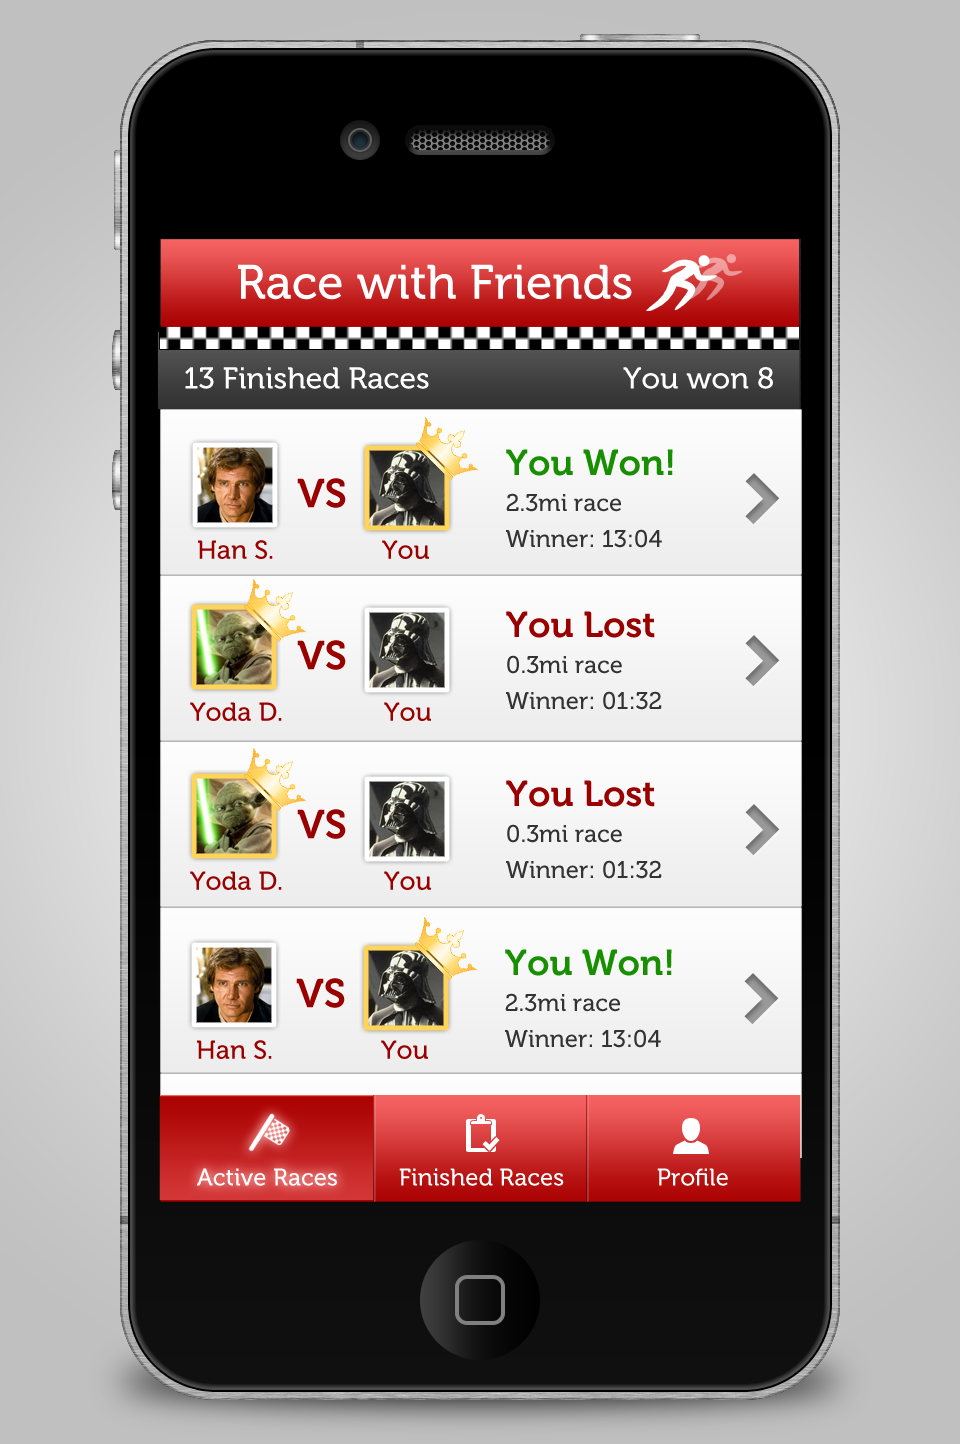 Race with Friends
13 Finished Races You won 8
You Won!
VS
2.3mi race
Winner: 13:04
Han S. You
You Lost
VS
0.3mi race
Winner: 01:32
Yoda D. You
You Lost
VS
0.3mi race
Winner: 01:32
Yoda D. You
You Won!
VS
2.3mi race
Winner: 13:04
Han S. You
Active Races Finished Races Profile